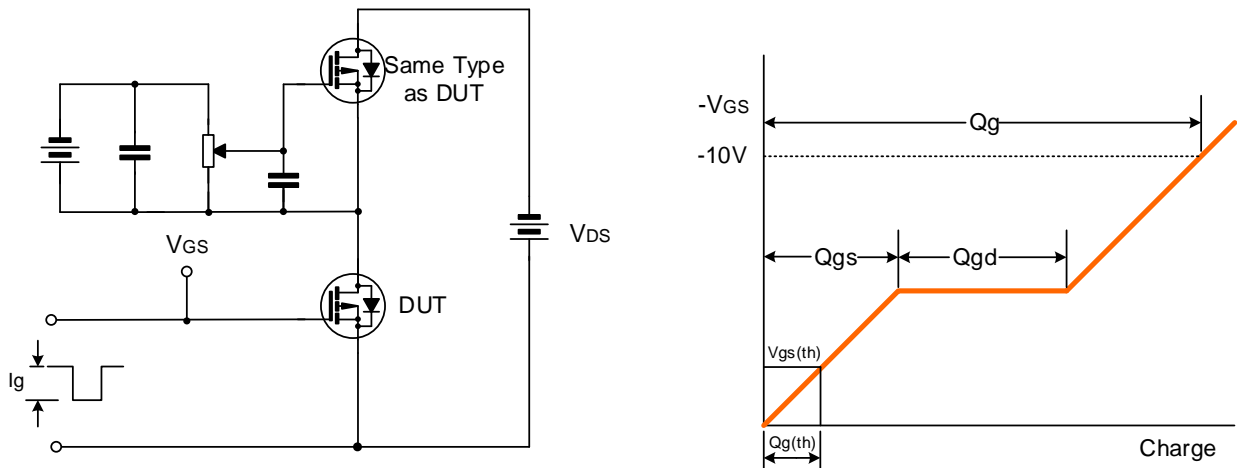 Same Type
as DUT
VGS
VDS
DUT
Ig
-VGS
Qg
-10V
Qgs
Qgd
Vgs(th)
Qg(th)
Charge